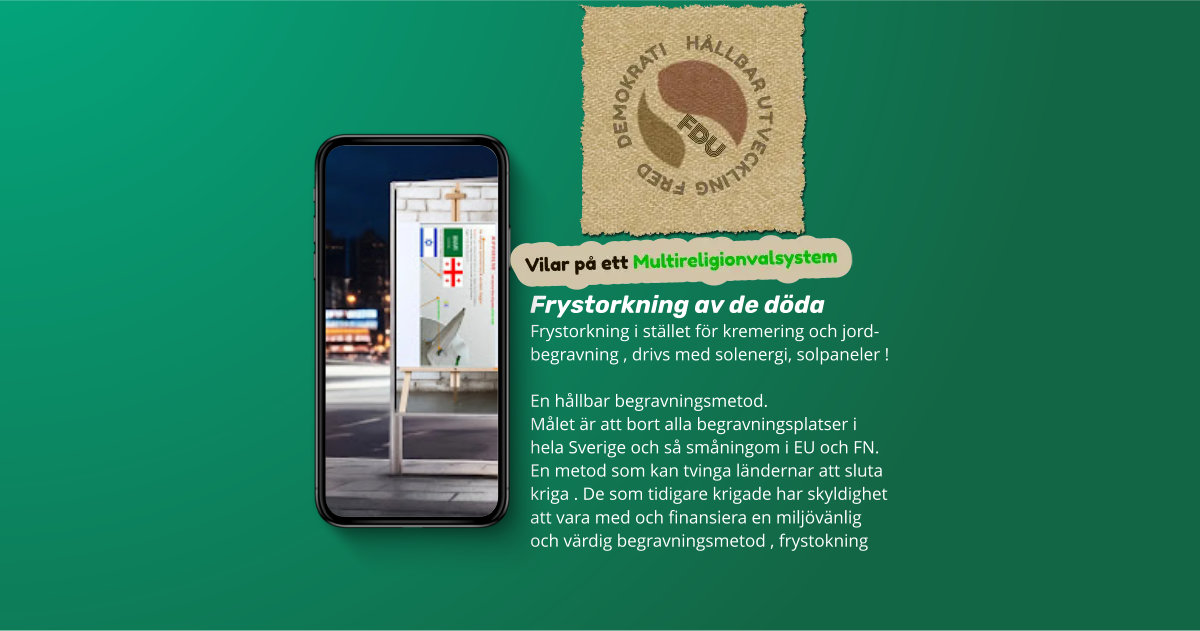 DEMOKRATI HÅLLBAR UTVECKLING FRED
FDU
Vilar på ett Multireligionvalsystem
Frystorkning av de döda
Frystorkning i stället för kremering och jord-
begravning , drivs med solenergi, solpaneler !
En hållbar begravningsmetod.
Målet är att bort alla begravningsplatser i
hela Sverige och så småningom i EU och FN.
En metod som kan tvinga ländernar att sluta
kriga . De som tidigare krigade har skyldighet
att vara med och finansiera en miljövänlig
och värdig begravningsmetod , frystokning